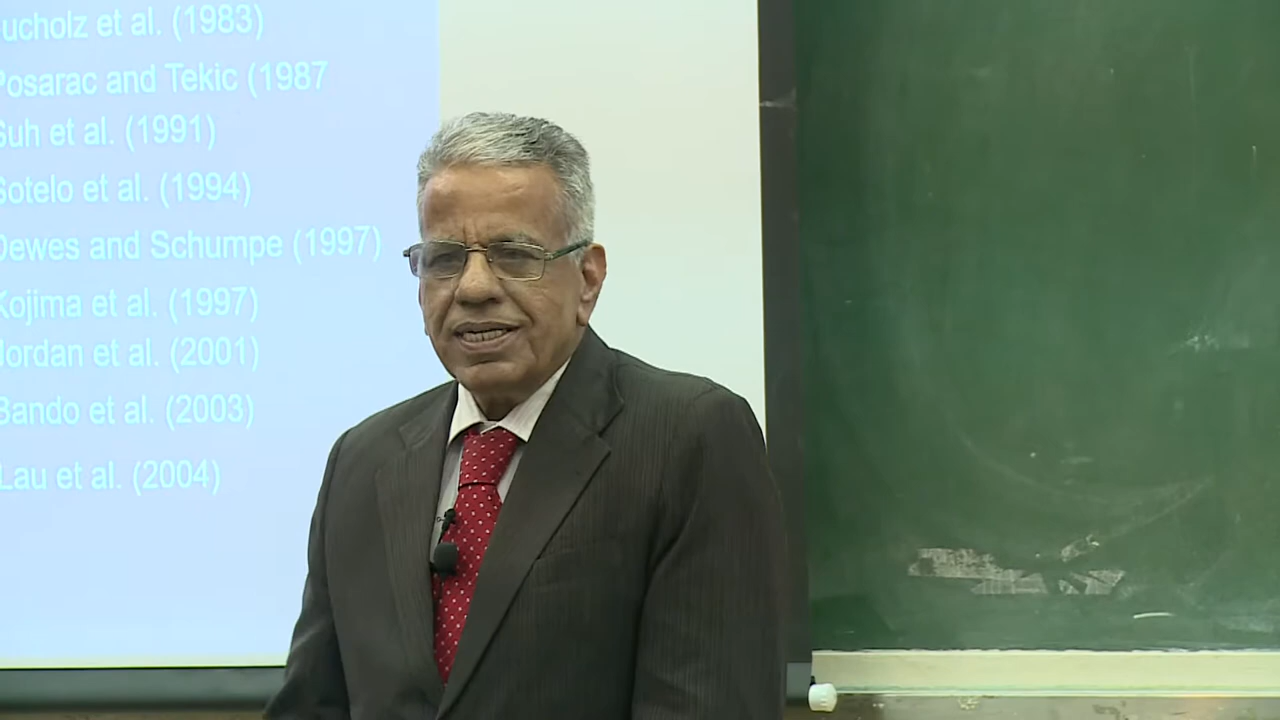 ucholz et al. (1983)
Posarac and Tekic (1987
Suh et al. (1991)
Sotelo et al. (1994)
Dewes and Schumpe (1997)
Kojima et al. (1997)
Jordan et al. (2001)
Bando et al. (2003)
Lau et al. (2004)